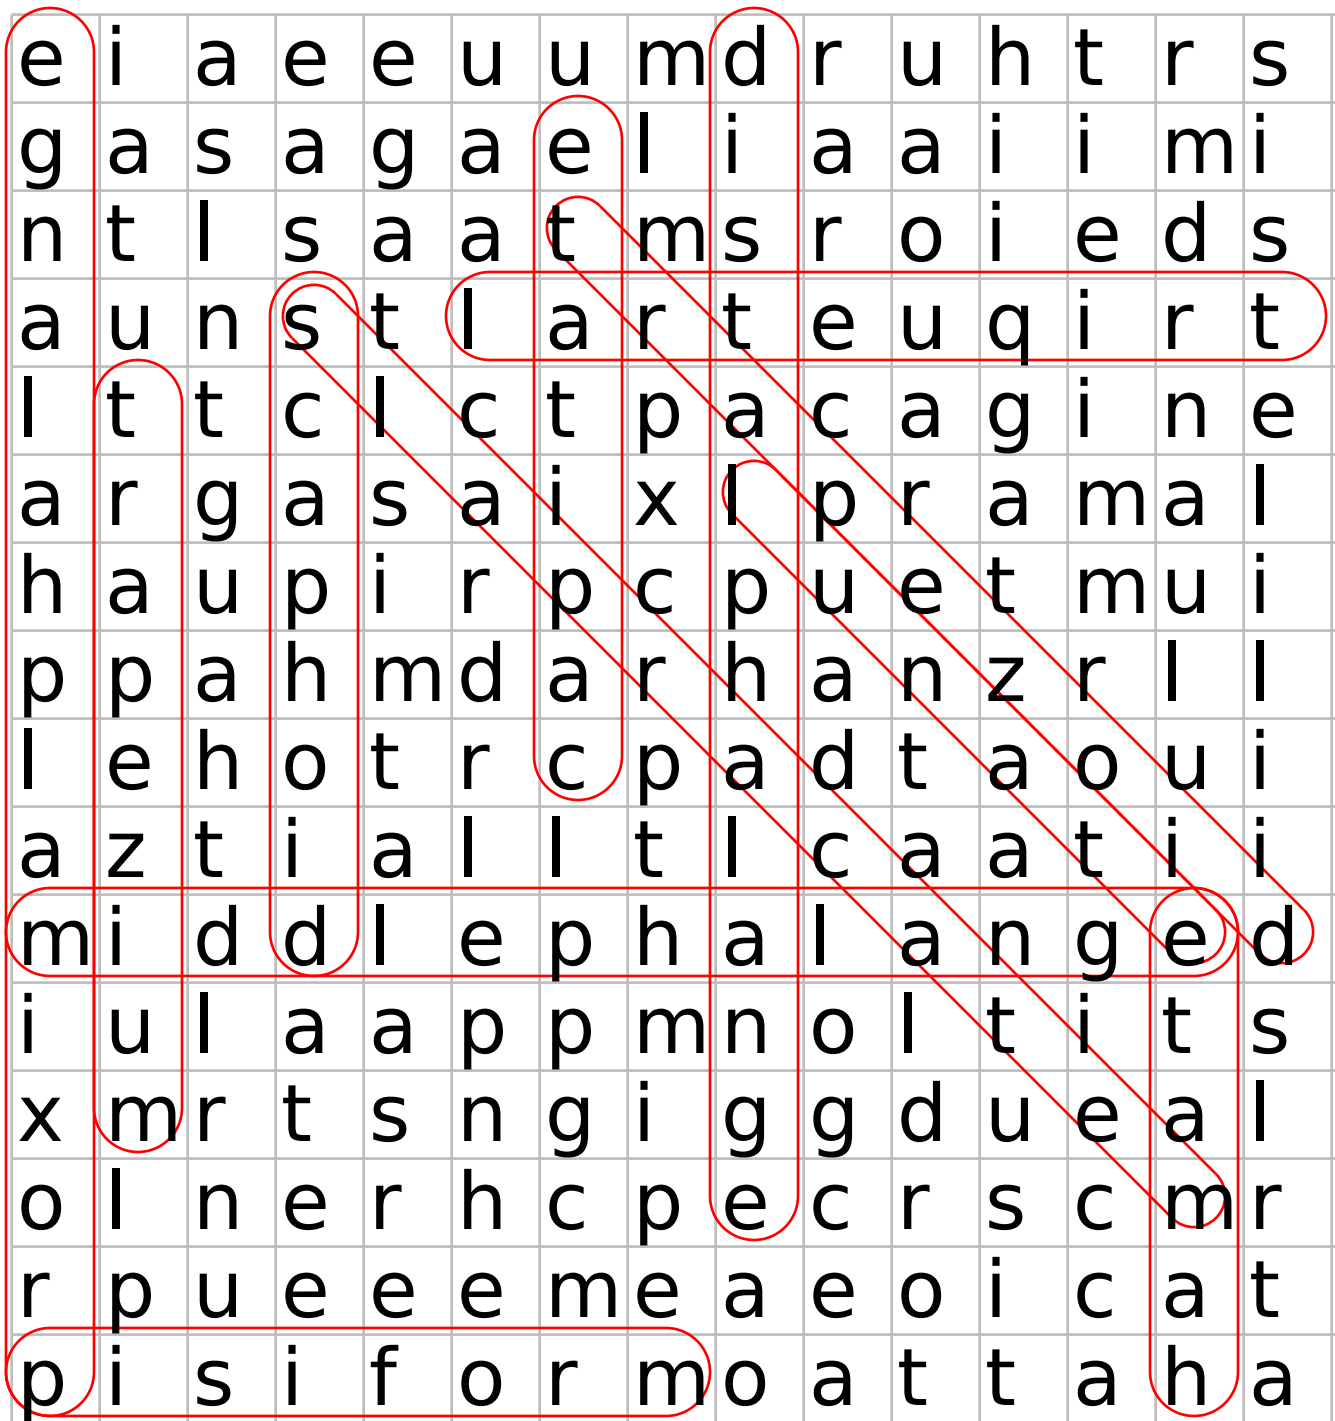 e i a e e u u m d r u h t r s
g a s a g a e l i a a i i m i
n t l s a a t m s r o i e d s
a u n s t l a r t e u q i r t
l t t c l c t p a c a g i n e
a r g a s a i x l p r a m a l
h a u p i r p c p u e t m u i
p p a h m d a r h a n z r l l
l e h o t r c p a d t a o u i
a z t i a l l t l c a a t i i
m i d d l e p h a l a n g e d
i u l a a p p m n o l t i t s
x m r t s n g i g g d u e a l
o l n e r h c p e c r s c m r
r p u e e e m e a e o i c a t
p i s i f o r m o a t t a h a